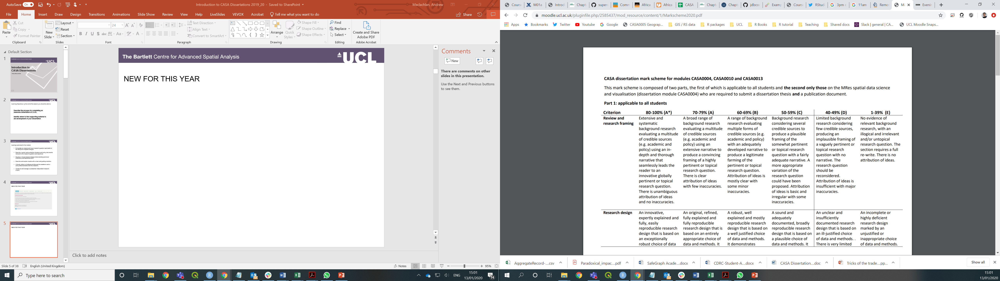 AutoSave On
Introduction to CASA Dissertations 2019_20 - Saved to SharePoint
Maclachlan, Andrew
File Home Insert Draw Design Transitions Animations Slide Show Review View Help LiveSlides VEVOX Acrobat Tell me what you want to do
Share
Paste
Cut
Copy
Format Painter
Clipboard
New
Slide
Layout
Reset
Section
Slides
24
Font
Paragraph
Text Direction
Align Text
Convert to SmartArt
Arrange
Quick
Styles
Shape Fill
Shape Outline
Shape Effects
Drawing
Find
Replace
Select
Editing
Create and Share
Adobe PDF
Adobe Acrobat
Default Section
1
Introduction to
CASA Dissertations
2
Describe the process for completing an
awesome dissertation at CASA.
Identify where to find supporting material to
aid development of your dissertation
3
4
NEW FOR THIS YEAR
5
NEW FOR THIS YEAR
The Bartlett Centre for Advanced Spatial Analysis
UCL
NEW FOR THIS YEAR
Click to add notes
Comments
New
There are comments on other
slides in this presentation.
Use the Next and Previous buttons
to see them.
Slide 5 of 38
English (United Kingdom)
Notes
95%
Type here to search
ENG
15:01
13/01/2020
14
Course
M01a
Introd
Chapt
superv
Comm
Africa
Africa
CASA
Chapt
Chapt
jdbcoe
Examp
Course
RStudi
3pm c
11am
Remo
Evenin
moodle.ucl.ac.uk/pluginfile.php/2585437/mod_resource/content/1/Markscheme2020.pdf
Apps
Bookmarks
Twitter
Youtube
Google
CASA0005 Geograp...
GIS / RS data
R packages
UCL
R Books
R tutorial
Teaching
Shared docs
Slack | general | CA...
UCL Moodle Snaps...
CASA dissertation mark scheme for modules CASA0004, CASA0010 and CASA0013
This mark scheme is composed of two parts, the first of which is applicable to all students and the second only those on the MRes spatial data science
and visualisation (dissertation module CASA0004) who are required to submit a dissertation thesis and a publication document.
Part 1: applicable to all students
Criterion 80-100% (A*) 70-79% (A) 60-69% (B) 50-59% (C) 40-49% (D) 1-39% (E)
Review and
research framing
Extensive and
systematic
background research
evaluating a multitude
of credible sources
(e.g. academic and
policy) using an in-
depth and thorough
narrative that
seamlessly leads the
reader to an
innovative globally
pertinent or topical
research question.
There is unambiguous
attribution of ideas
and no inaccuracies.
A broad range of
background research
evaluating a multitude
of credible sources
(e.g. academic and
policy) using an
extensive narrative to
produce a convincing
framing of a highly
pertinent or topical
research question.
There is clear
attribution of ideas
with few inaccuracies.
A range of background
research evaluating
multiple forms of
credible sources (e.g.
academic and policy)
with an adequately
developed narrative to
produce a legitimate
farming of the
pertinent or topical
research question.
Attribution of ideas is
mostly clear with
some minor
inaccuracies.
Background research
considering several
credible sources to
produce a plausible
framing of the
somewhat pertinent
or topical research
question with a fairly
adequate narrative. A
more appropriate
variation of the
research question
could have been
proposed. Attribution
of ideas is basic and
irregular with some
inaccuracies.
Limited background
research considering
few credible sources,
producing an
implausible framing of
a vaguely pertinent or
topical research
question with no
narrative. The
research question
should be
reconsidered.
Attribution of ideas is
insufficient with major
inaccuracies.
No evidence of
relevant background
research, with an
illogical and irrelevant
and/or untopical
research question. The
section requires a full
re-write. There is no
attribution of ideas.
Research design
An innovative,
expertly explained and
fully, easily
reproducible research
design that is based on
an exceptionally
robust choice of data
An original, refined,
fully explained and
fully reproducible
research design that is
based on an entirely
appropriate choice of
data and methods. It
A robust, well
explained and mostly
reproducible research
design that is based on
a well justified choice
of data and methods.
It demonstrates
A sound and
adequately
documented, broadly
reproducible research
design that is based on
a plausible choice of
data and methods. It
An unclear and
insufficiently
documented research
design that is based on
an ill-justified choice
of data and methods. .
There is very limited
An incomplete or
highly deficient
research design
marked by an
unjustified or
inappropriate choice
of data and methods.
AggregateRecord-....csv
Paradoxical_impac....pdf
SafeGraph Acade....docx
CDRC-Student-A....docx
CASA Dissertation....doc
Tricks of the trade....pp...
Show all
15:01
13/01/2020